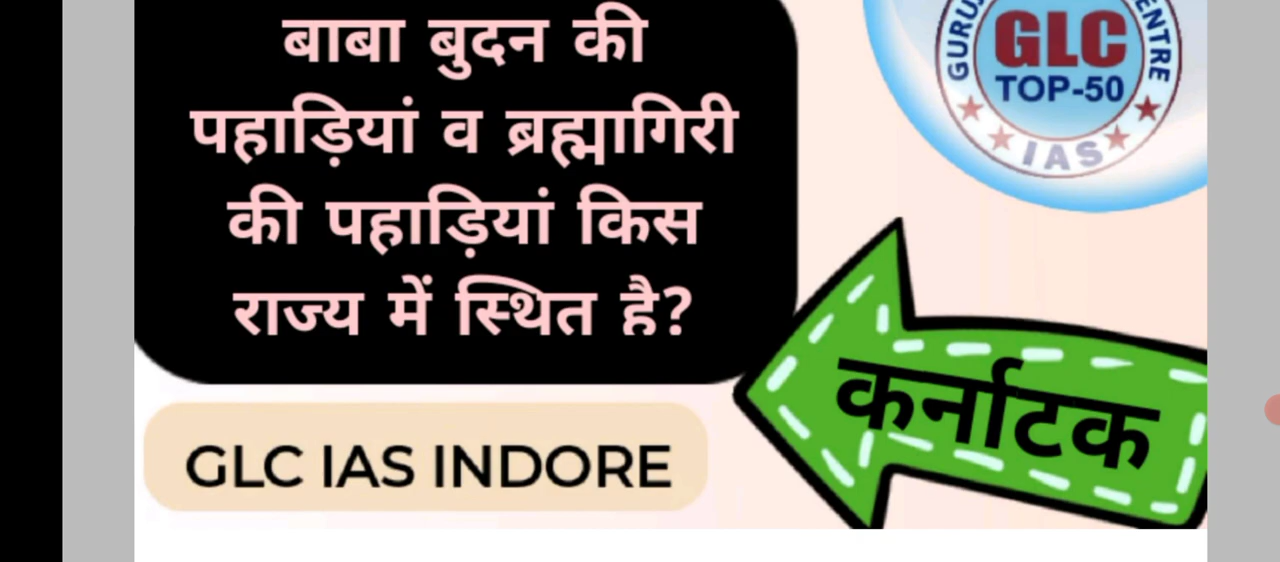 बाबा बुदन की
पहाड़ियां व ब्रह्मागिरी
की पहाड़ियां किस
राज्य में स्थित है?
GLC
TOP-50
IAS
कर्नाटक
GLC IAS INDORE